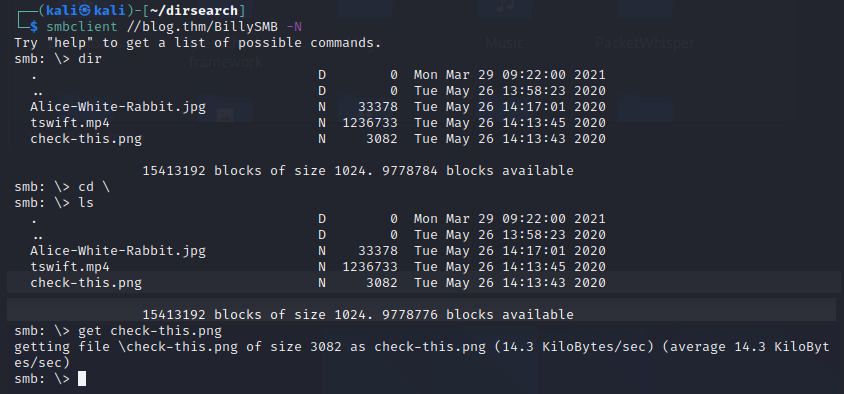 ┌──(kali㉿kali)-[~/dirsearch]
└─$ smbclient //blog.thm/BillySMB -N
Try "help" to get a list of possible commands.
smb: \> dir
  .                                   D        0  Mon Mar 29 09:22:00 2021
  ..                                  D        0  Tue May 26 13:58:23 2020
  Alice-White-Rabbit.jpg              N    33378  Tue May 26 14:17:01 2020
  tswift.mp4                          N  1236733  Tue May 26 14:13:45 2020
  check-this.png                      N     3082  Tue May 26 14:13:43 2020
                15413192 blocks of size 1024. 9778784 blocks available
smb: \> cd \
smb: \> ls
  .                                   D        0  Mon Mar 29 09:22:00 2021
  ..                                  D        0  Tue May 26 13:58:23 2020
  Alice-White-Rabbit.jpg              N    33378  Tue May 26 14:17:01 2020
  tswift.mp4                          N  1236733  Tue May 26 14:13:45 2020
  check-this.png                      N     3082  Tue May 26 14:13:43 2020
                15413192 blocks of size 1024. 9778776 blocks available
smb: \> get check-this.png
getting file \check-this.png of size 3082 as check-this.png (14.3 KiloBytes/sec) (average 14.3 KiloByt
es/sec)
smb: \>
Music
PacketWhisper
framework